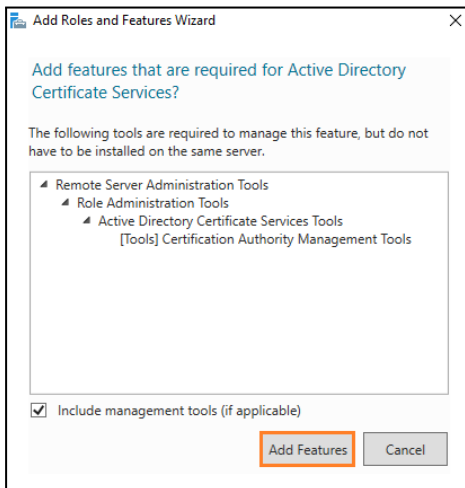 Add Roles and Features Wizard
Add features that are required for Active Directory
Certificate Services?
The following tools are required to manage this feature, but do not
have to be installed on the same server.
Remote Server Administration Tools
Role Administration Tools
Active Directory Certificate Services Tools
[Tools] Certification Authority Management Tools
Include management tools (if applicable)
Add Features
Cancel